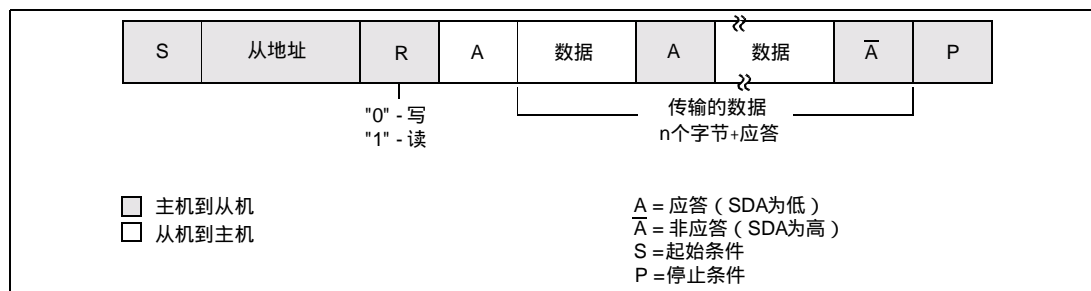 S 从地址 R A 数据 A 数据 A̅ P
"0" - 写
"1" - 读
传输的数据
n个字节+应答
主机到从机
从机到主机
A = 应答（SDA为低）
A̅ = 非应答（SDA为高）
S =起始条件
P =停止条件